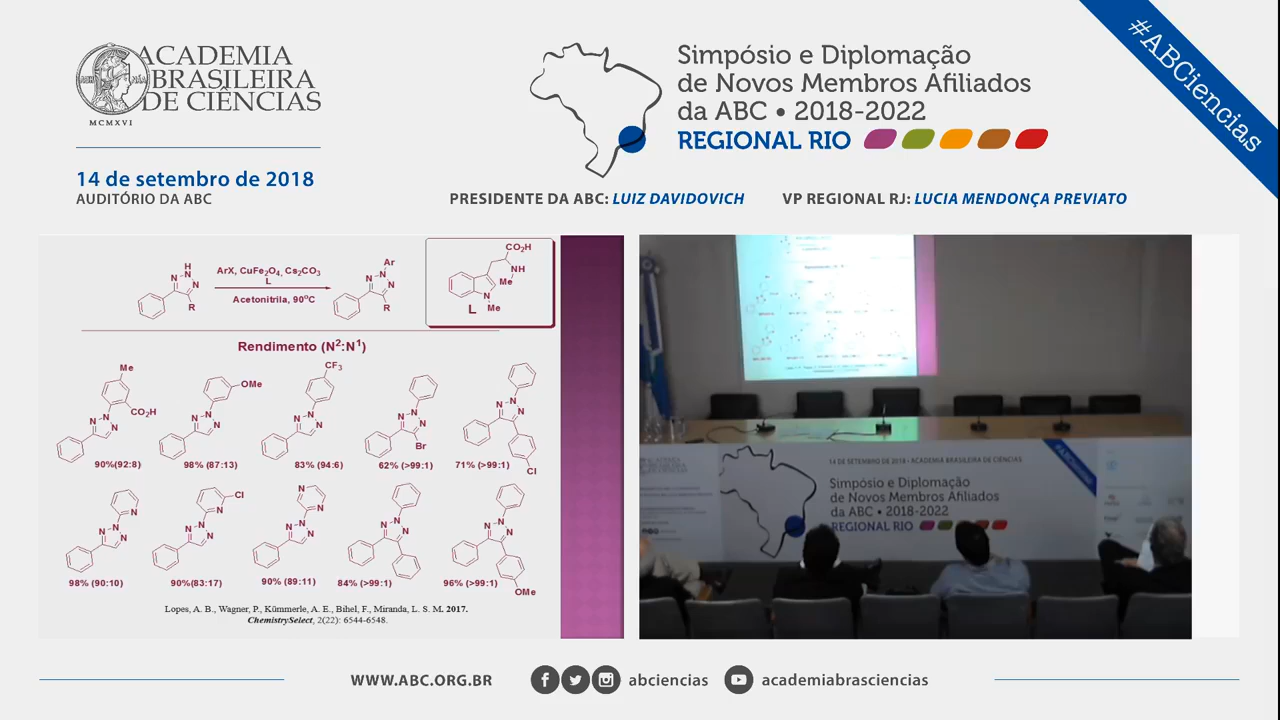 ACADEMIA
BRASILEIRA
DE CIÊNCIAS
MCMXVI
14 de setembro de 2018
AUDITÓRIO DA ABC
Simpósio e Diplomação
de Novos Membros Afiliados
da ABC • 2018-2022
REGIONAL RIO
#ABCiencias
PRESIDENTE DA ABC: LUIZ DAVIDOVICH
VP REGIONAL RJ: LUCIA MENDONÇA PREVIATO
ArX, CuFe2O4, Cs2CO3
L
Acetonitrila, 90°C
H
N
N
N
R
Ar
N
N
N
R
CO2H
NH
Me
N
L Me
Rendimento (N2:N1)
Me
CO2H
OMe
CF3
Br
Cl
90%(92:8)
98% (87:13)
83% (94:6)
62% (>99:1)
71% (>99:1)
Cl
98% (90:10)
90%(83:17)
90% (89:11)
84% (>99:1)
96% (>99:1)
OMe
Lopes, A. B., Wagner, P., Kümmerle, A. E., Bihel, F., Miranda, L. S. M. 2017.
ChemistrySelect, 2(22): 6544-6548.
14 DE SETEMBRO DE 2018 • ACADEMIA BRASILEIRA DE CIÊNCIAS
Simpósio e Diplomação
de Novos Membros Afiliados
da ABC • 2018-2022
REGIONAL RIO
WWW.ABC.ORG.BR
abciencias
academiabrasciencias